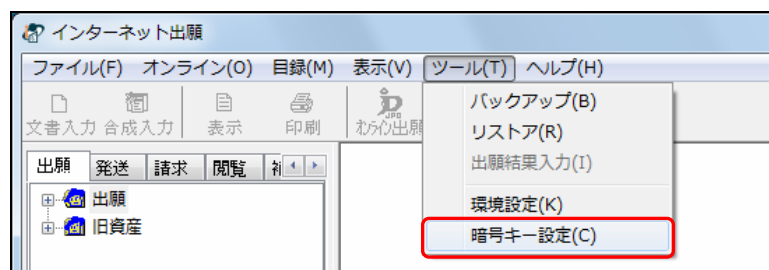 インターネット出願
ファイル(F) オンライン(O) 目録(M) 表示(V) ツール(T) ヘルプ(H)
文書入力 合成入力 表示 印刷 オンライン出願
JPO
バックアップ(B)
リストア(R)
出願結果入力(I)
環境設定(K)
暗号キー設定(C)
出願 発送 請求 閲覧
出願
旧資産